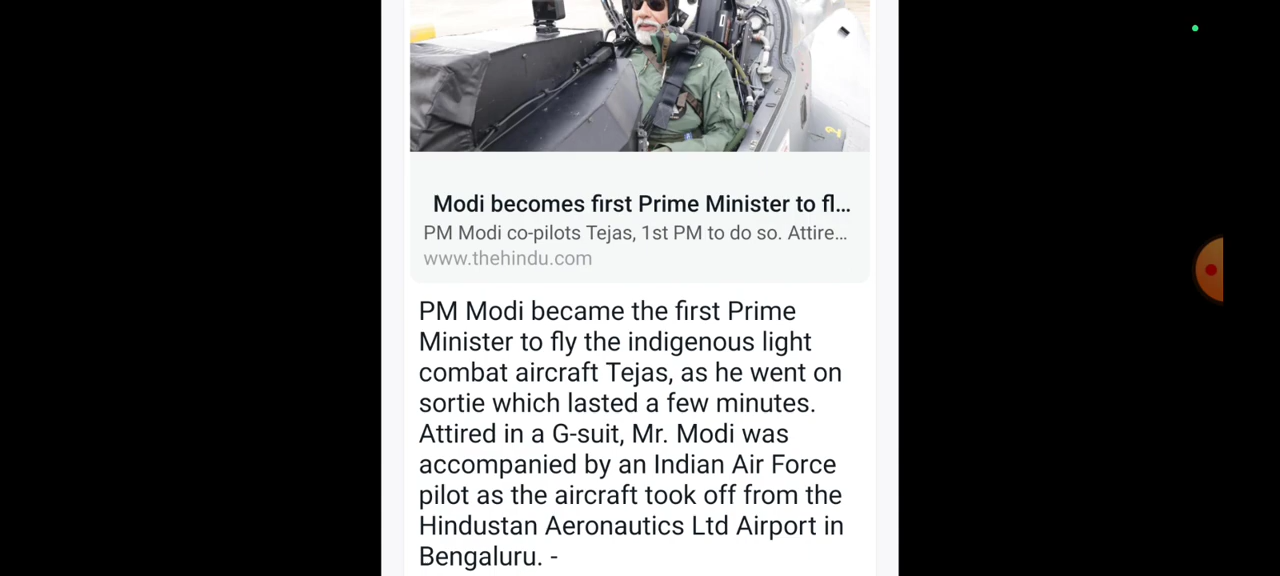 Modi becomes first Prime Minister to fl...
PM Modi co-pilots Tejas, 1st PM to do so. Attire...
www.thehindu.com
PM Modi became the first Prime
Minister to fly the indigenous light
combat aircraft Tejas, as he went on
sortie which lasted a few minutes.
Attired in a G-suit, Mr. Modi was
accompanied by an Indian Air Force
pilot as the aircraft took off from the
Hindustan Aeronautics Ltd Airport in
Bengaluru. -